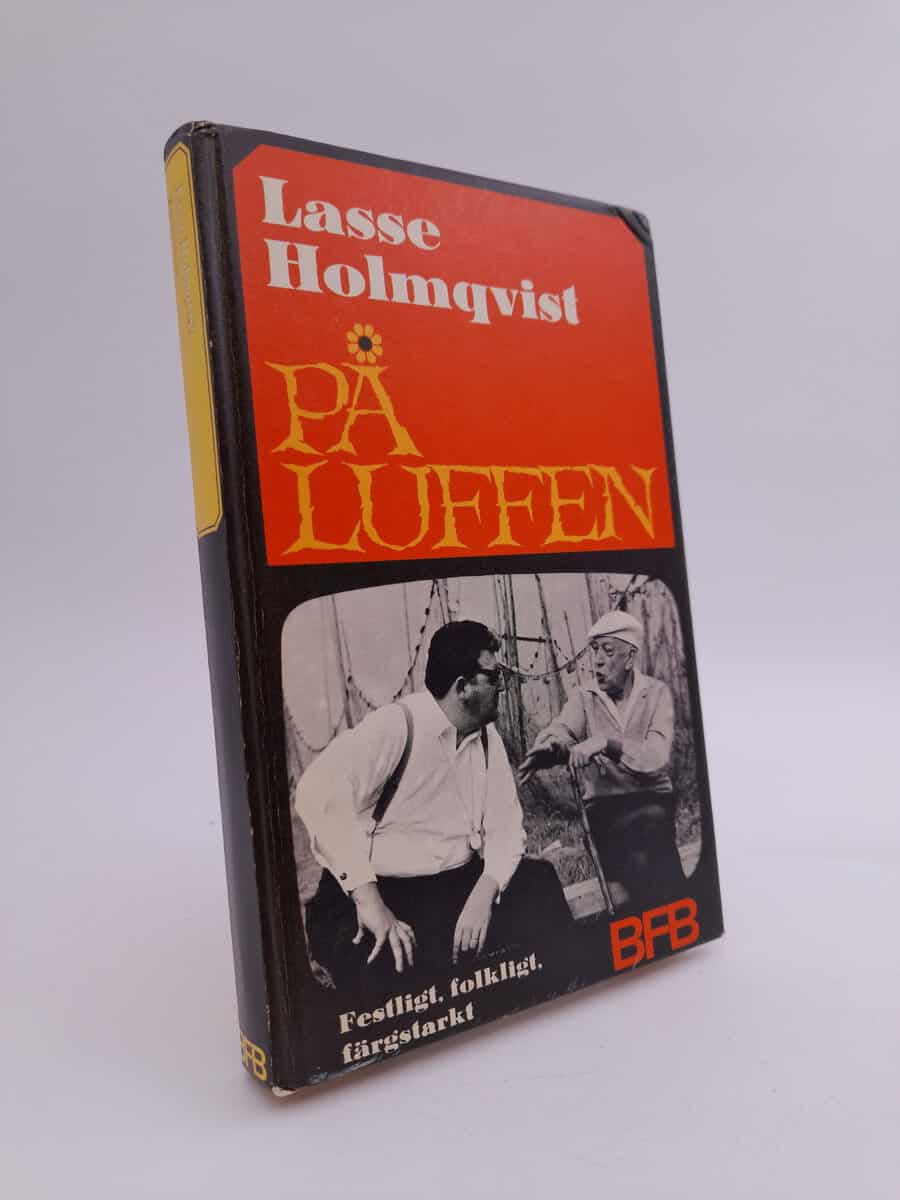 Lasse
Holmqvist
PÅ
LUFFEN
BFB
Festligt, folkligt,
färgstarkt
BFB